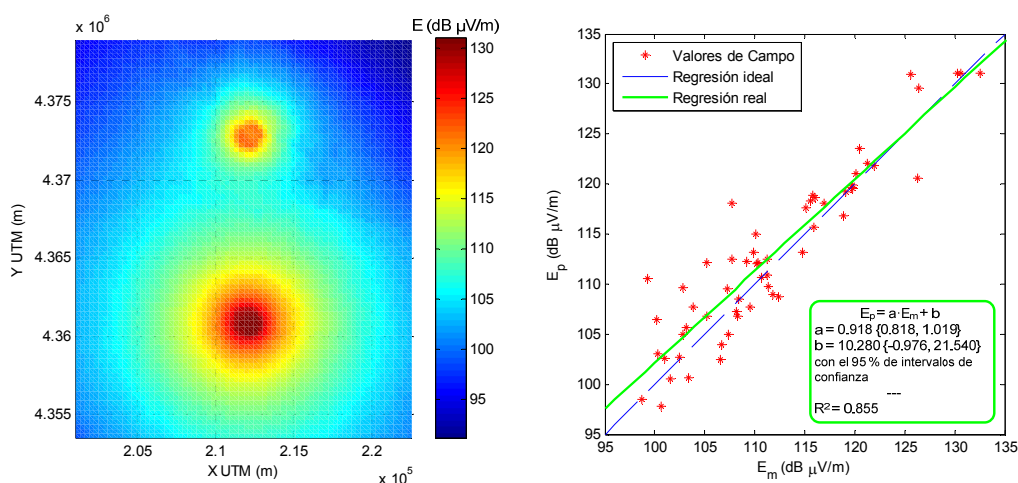 x 10⁶
E (dB µV/m)
130
125
120
115
110
105
100
95
4.375
4.37
4.365
4.36
4.355
Y UTM (m)
2.05
2.1
2.15
2.2
X UTM (m)
x 10⁵
135
130
125
120
115
110
105
100
95
E_p (dB µV/m)
Valores de Campo
Regresión ideal
Regresión real
E_p = a·E_m + b
a = 0.918 {0.818, 1.019}
b = 10.280 {-0.976, 21.540}
con el 95 % de intervalos de
confianza
---
R² = 0.855
95
100
105
110
115
120
125
130
135
E_m (dB µV/m)